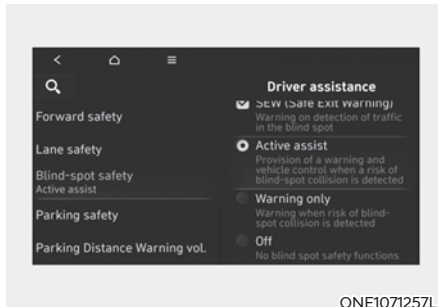 Driver assistance
Forward safety
Lane safety
Blind-spot safety
Active assist
Parking safety
Parking Distance Warning vol.
SEW (Safe Exit Warning)
Warning on detection of traffic
in the blind spot
Active assist
Provision of a warning and
vehicle control when a risk of
blind-spot collision is detected
Warning only
Warning when risk of blind-
spot collision is detected
Off
No blind spot safety functions
ONE1071257L